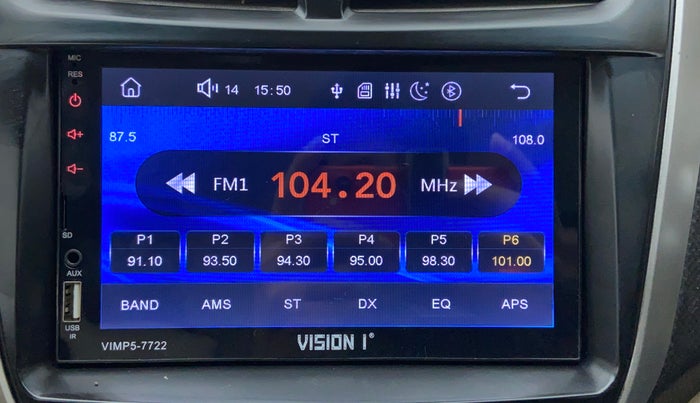 MIC
RES
14 15:50
87.5 ST 108.0
FM1 104.20 MHz
P1 P2 P3 P4 P5 P6
91.10 93.50 94.30 95.00 98.30 101.00
SD
AUX
BAND AMS ST DX EQ APS
USB
IR
VIMP5-7722
VISION I®